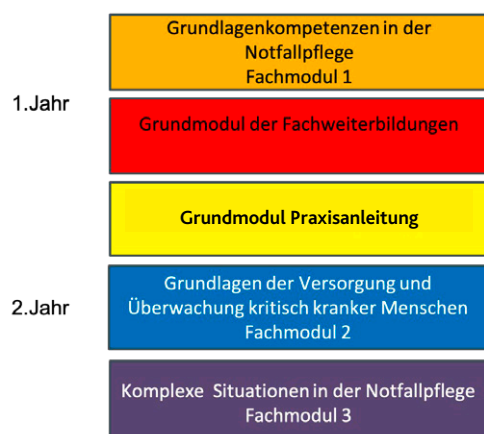 Grundlagenkompetenzen in der
Notfallpflege
Fachmodul 1
1.Jahr
Grundmodul der Fachweiterbildungen
Grundmodul Praxisanleitung
Grundlagen der Versorgung und
Überwachung kritisch kranker Menschen
Fachmodul 2
2.Jahr
Komplexe Situationen in der Notfallpflege
Fachmodul 3